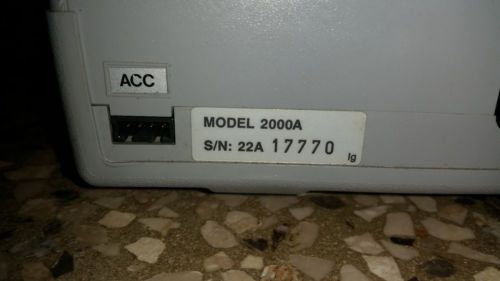 ACC
MODEL 2000A
S/N: 22A 17770
lg